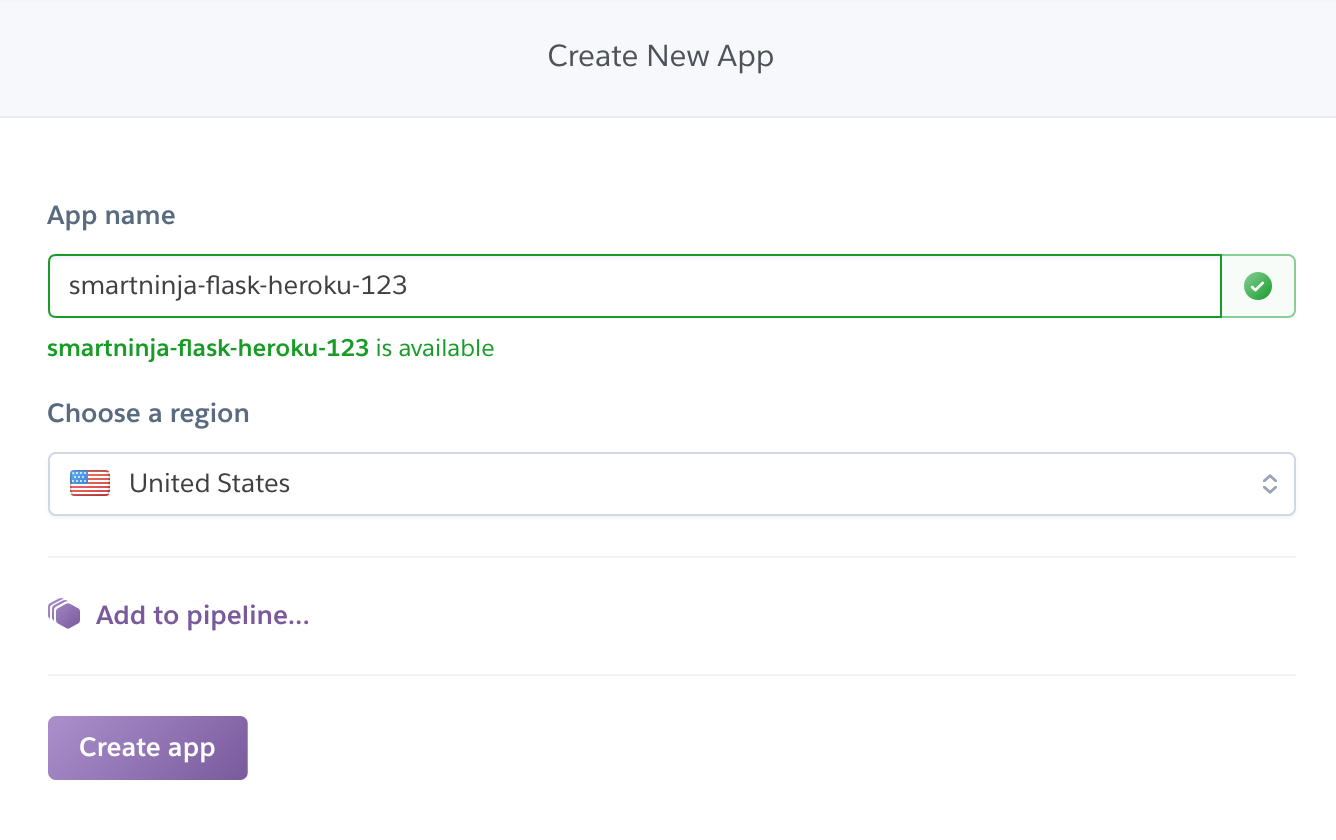 Create New App
App name
smartninja-flask-heroku-123
smartninja-flask-heroku-123 is available
Choose a region
United States
Add to pipeline...
Create app